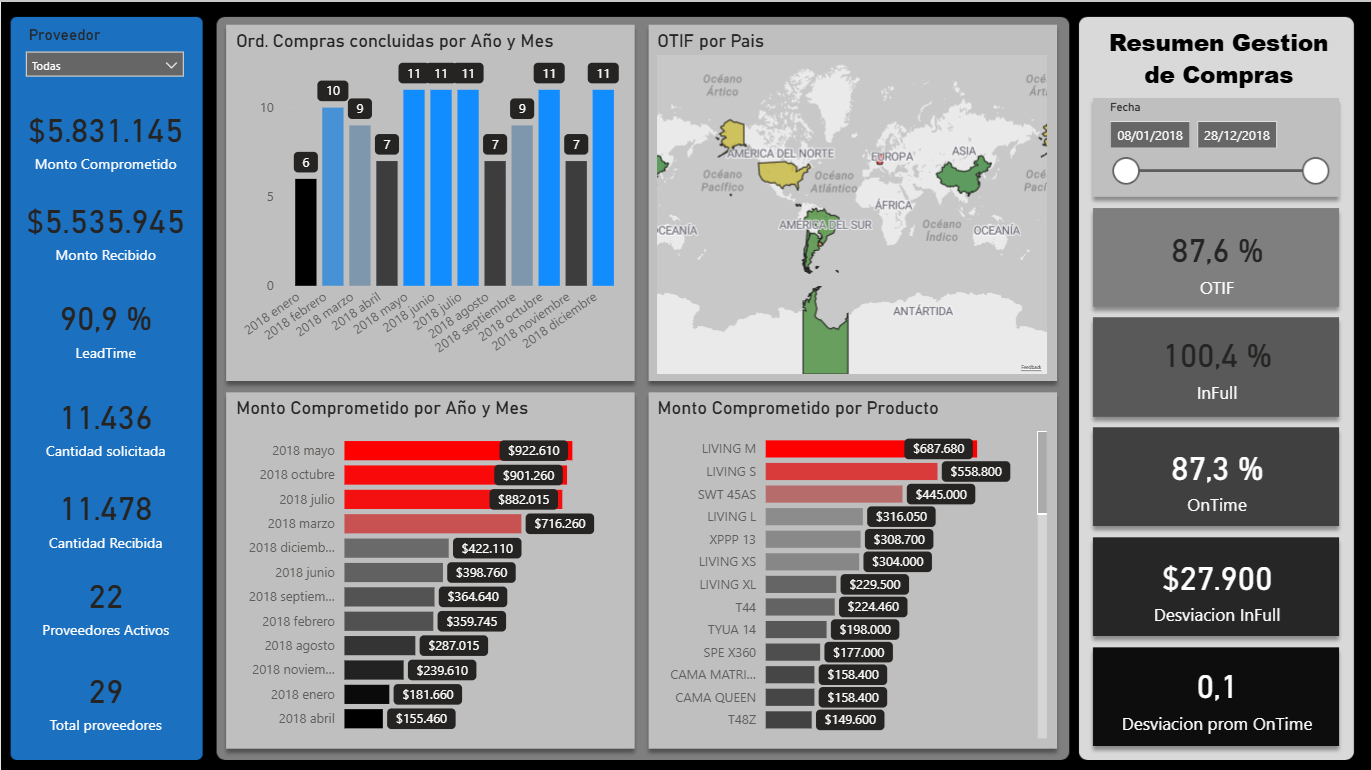 Proveedor
Todas
$5.831.145
Monto Comprometido
$5.535.945
Monto Recibido
90,9 %
LeadTime
11.436
Cantidad solicitada
11.478
Cantidad Recibida
22
Proveedores Activos
29
Total proveedores
Ord. Compras concluidas por Año y Mes
10
5
0
6
10
9
7
11
11
11
7
9
11
7
11
2018 enero
2018 febrero
2018 marzo
2018 abril
2018 mayo
2018 junio
2018 julio
2018 agosto
2018 septiembre
2018 octubre
2018 noviembre
2018 diciembre
OTIF por Pais
Océano
Ártico
Océ
Árti
AMÉRICA DEL NORTE
EUROPA
ASIA
Océano
Pacífico
Océano
Atlántico
Océ
Pací
ÁFRICA
CEANÍA
AMÉRICA DEL SUR
Océano
Índico
OCEANÍA
ANTÁRTIDA
Feedback
Monto Comprometido por Año y Mes
2018 mayo $922.610
2018 octubre $901.260
2018 julio $882.015
2018 marzo $716.260
2018 diciemb... $422.110
2018 junio $398.760
2018 septiem... $364.640
2018 febrero $359.745
2018 agosto $287.015
2018 noviem... $239.610
2018 enero $181.660
2018 abril $155.460
Monto Comprometido por Producto
LIVING M $687.680
LIVING S $558.800
SWT 45AS $445.000
LIVING L $316.050
XPPP 13 $308.700
LIVING XS $304.000
LIVING XL $229.500
T44 $224.460
TYUA 14 $198.000
SPE X360 $177.000
CAMA MATRI... $158.400
CAMA QUEEN $158.400
T48Z $149.600
Resumen Gestion
de Compras
Fecha
08/01/2018 28/12/2018
87,6 %
OTIF
100,4 %
InFull
87,3 %
OnTime
$27.900
Desviacion InFull
0,1
Desviacion prom OnTime